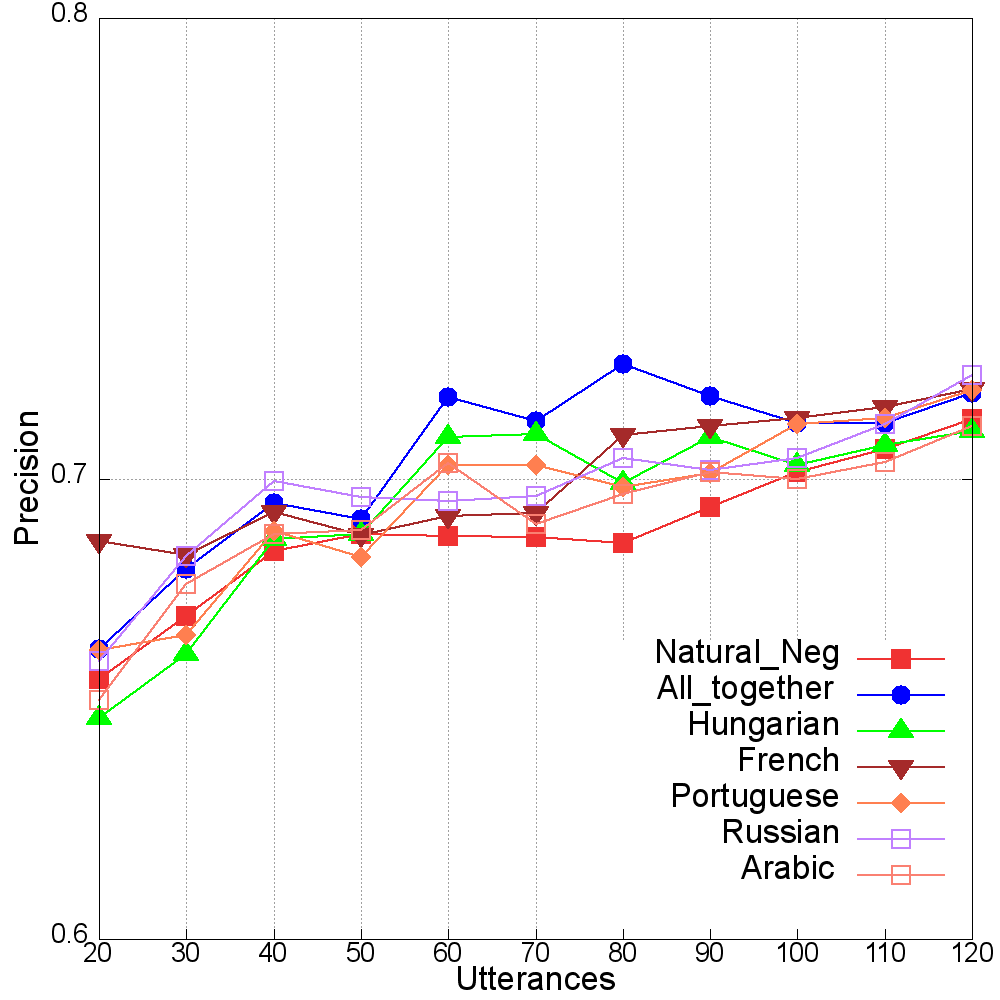 0.8
0.7
0.6
Precision
Natural_Neg
All_together
Hungarian
French
Portuguese
Russian
Arabic
20 30 40 50 60 70 80 90 100 110 120
Utterances